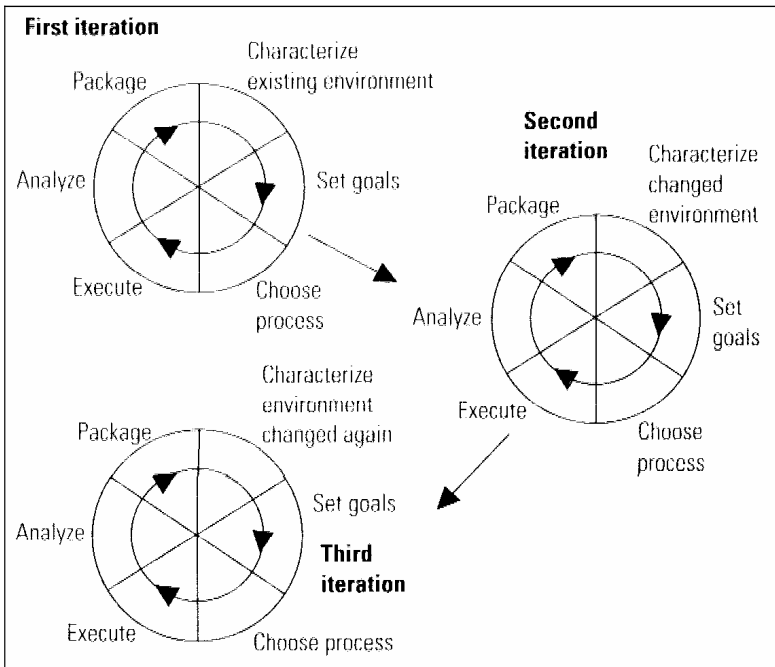 First iteration
Characterize
existing environment
Package
Analyze
Set goals
Execute
Choose
process
Second
iteration
Characterize
changed
environment
Package
Analyze
Set
goals
Execute
Choose
process
Characterize
environment
changed again
Package
Set goals
Analyze
Third
iteration
Execute
Choose process